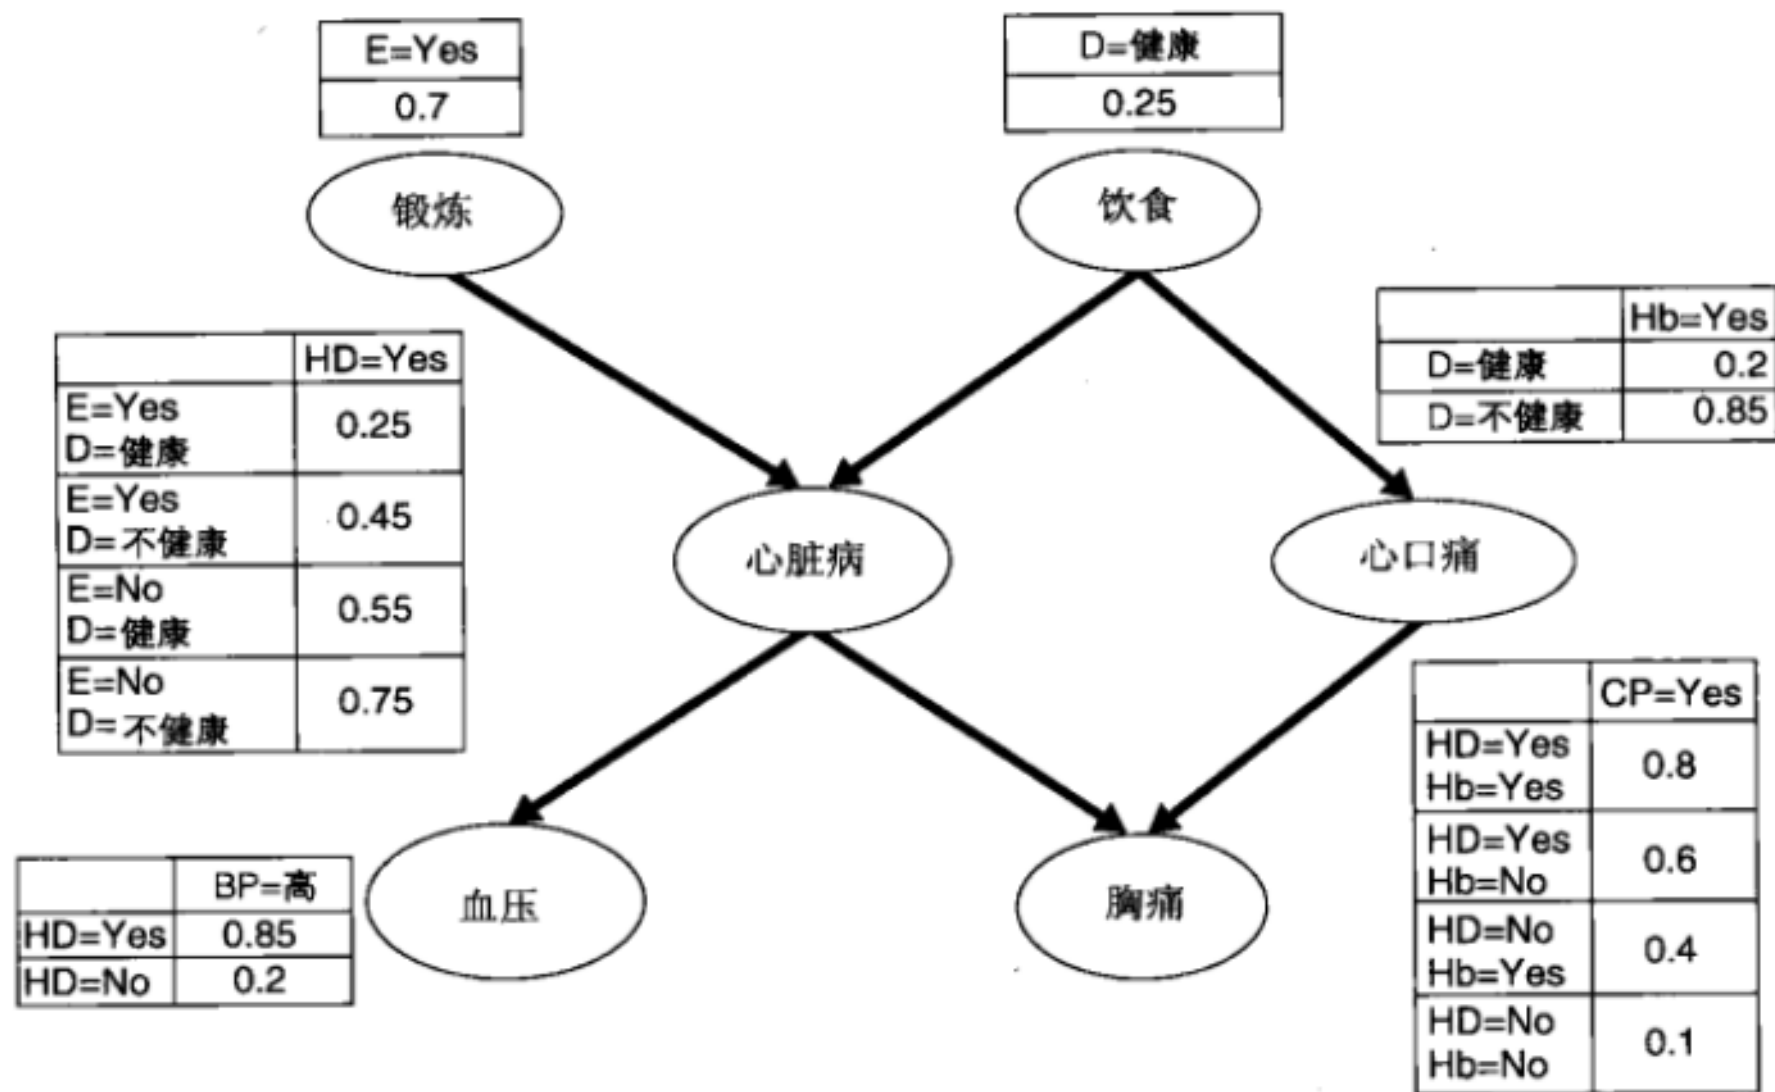 E=Yes
0.7
D=健康
0.25
锻炼
饮食
Hb=Yes
D=健康 0.2
D=不健康 0.85
HD=Yes
E=Yes
D=健康
0.25
E=Yes
D=不健康
0.45
E=No
D=健康
0.55
E=No
D=不健康
0.75
心脏病
心口痛
CP=Yes
HD=Yes
Hb=Yes
0.8
HD=Yes
Hb=No
0.6
HD=No
Hb=Yes
0.4
HD=No
Hb=No
0.1
BP=高
HD=Yes 0.85
HD=No 0.2
血压
胸痛